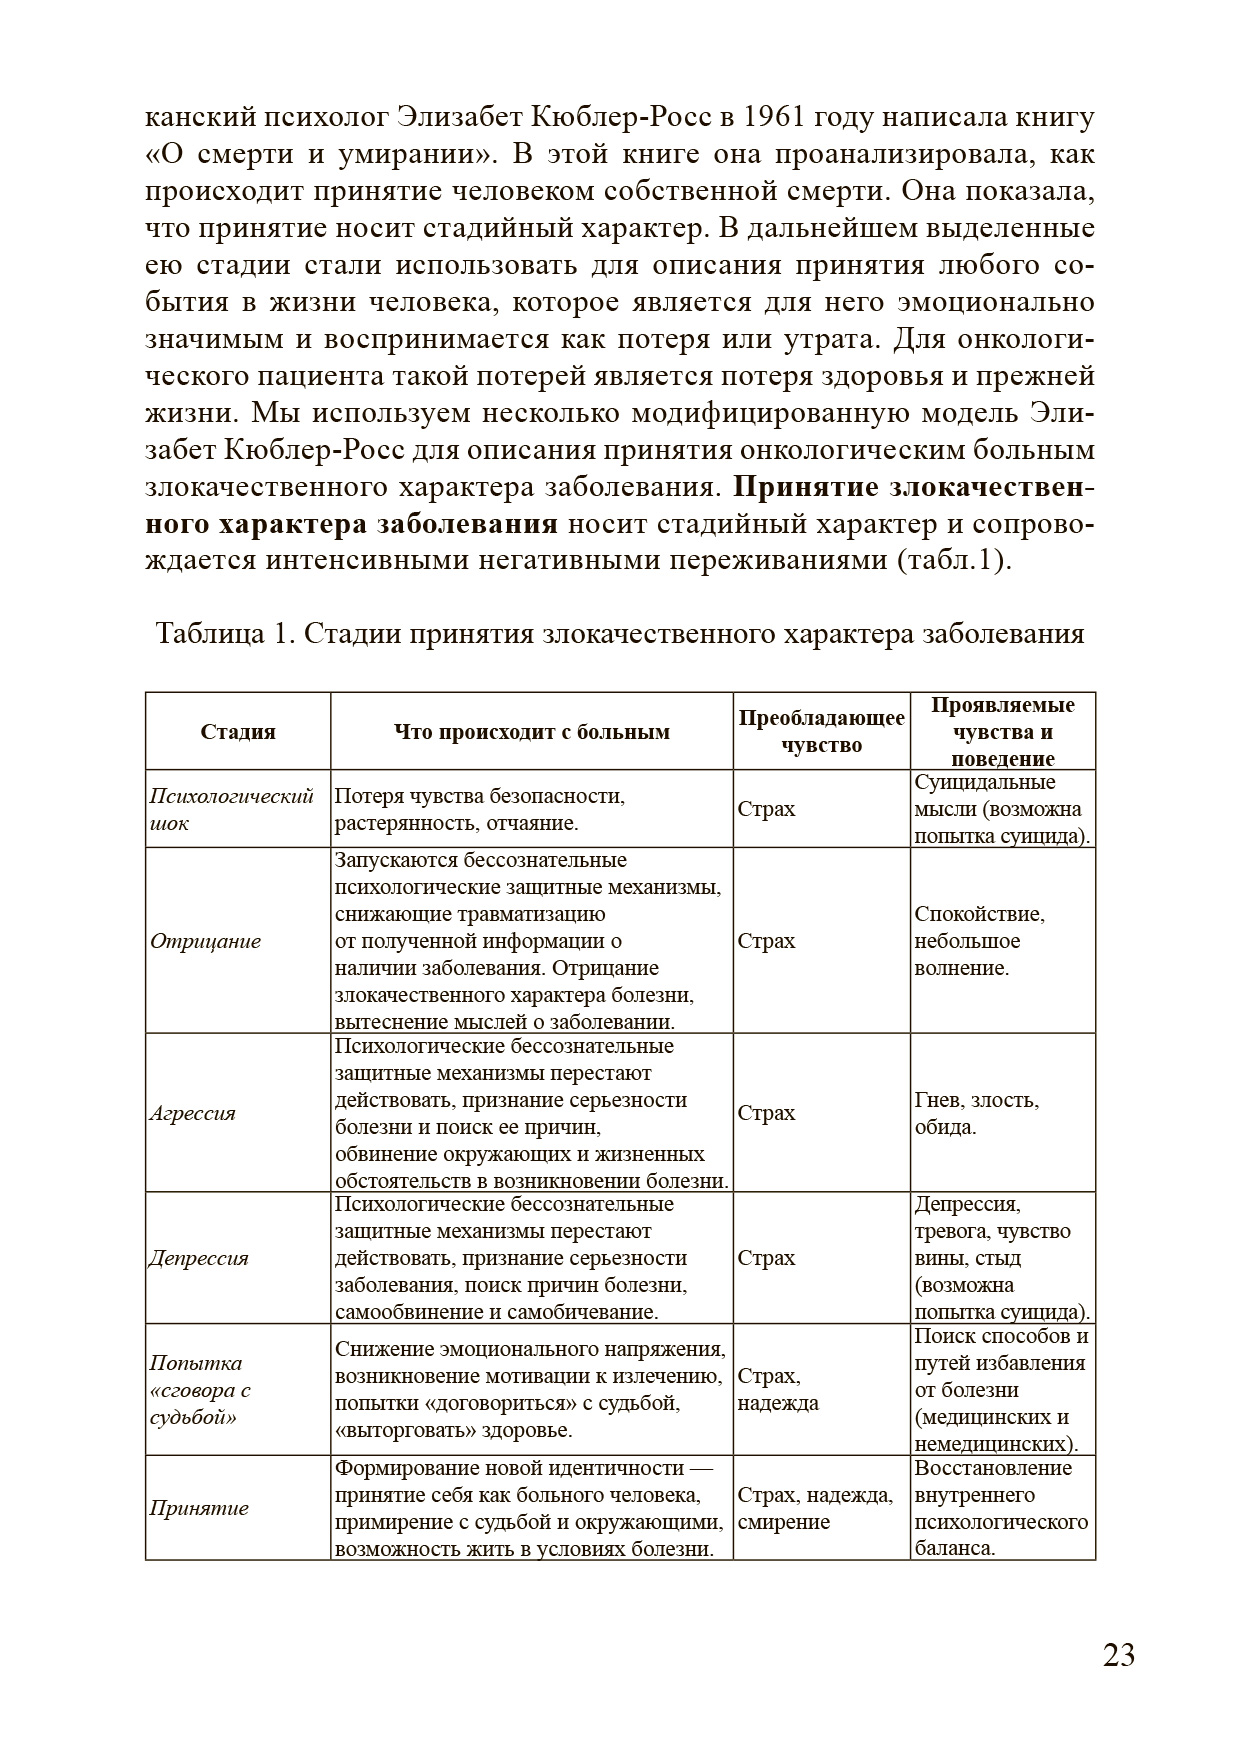 канский психолог Элизабет Кюблер-Росс в 1961 году написала книгу
«О смерти и умирании». В этой книге она проанализировала, как
происходит принятие человеком собственной смерти. Она показала,
что принятие носит стадийный характер. В дальнейшем выделенные
ею стадии стали использовать для описания принятия любого со-
бытия в жизни человека, которое является для него эмоционально
значимым и воспринимается как потеря или утрата. Для онкологи-
ческого пациента такой потерей является потеря здоровья и прежней
жизни. Мы используем несколько модифицированную модель Эли-
забет Кюблер-Росс для описания принятия онкологическим больным
злокачественного характера заболевания. Принятие злокачествен-
ного характера заболевания носит стадийный характер и сопрово-
ждается интенсивными негативными переживаниями (табл.1).
Таблица 1. Стадии принятия злокачественного характера заболевания
Стадия
Что происходит с больным
Преобладающее
чувство
Проявляемые
чувства и
поведение
Психологический
шок
Потеря чувства безопасности,
растерянность, отчаяние.
Страх
Суицидальные
мысли (возможна
попытка суицида).
Отрицание
Запускаются бессознательные
психологические защитные механизмы,
снижающие травматизацию
от полученной информации о
наличии заболевания. Отрицание
злокачественного характера болезни,
вытеснение мыслей о заболевании.
Страх
Спокойствие,
небольшое
волнение.
Агрессия
Психологические бессознательные
защитные механизмы перестают
действовать, признание серьезности
болезни и поиск ее причин,
обвинение окружающих и жизненных
обстоятельств в возникновении болезни.
Страх
Гнев, злость,
обида.
Депрессия
Психологические бессознательные
защитные механизмы перестают
действовать, признание серьезности
заболевания, поиск причин болезни,
самообвинение и самобичевание.
Страх
Депрессия,
тревога, чувство
вины, стыд
(возможна
попытка суицида).
Попытка
«сговора с
судьбой»
Снижение эмоционального напряжения,
возникновение мотивации к излечению,
попытки «договориться» с судьбой,
«выторговать» здоровье.
Страх,
надежда
Поиск способов и
путей избавления
от болезни
(медицинских и
немедицинских).
Принятие
Формирование новой идентичности —
принятие себя как больного человека,
примирение с судьбой и окружающими,
возможность жить в условиях болезни.
Страх, надежда,
смирение
Восстановление
внутреннего
психологического
баланса.
23